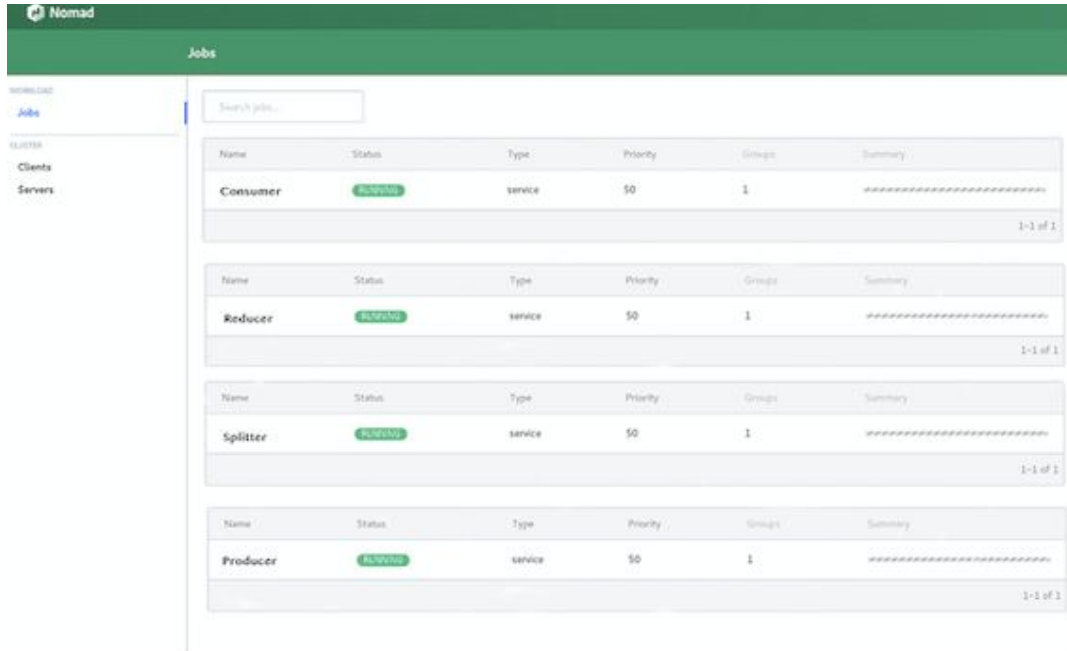 Nomad
Jobs
WORKLOAD
Jobs
CLUSTER
Clients
Servers
Search jobs...
Name Status Type Priority Groups Summary
Consumer RUNNING service 50 1
1-1 of 1
Name Status Type Priority Groups Summary
Reducer RUNNING service 50 1
1-1 of 1
Name Status Type Priority Groups Summary
Splitter RUNNING service 50 1
1-1 of 1
Name Status Type Priority Groups Summary
Producer RUNNING service 50 1
1-1 of 1